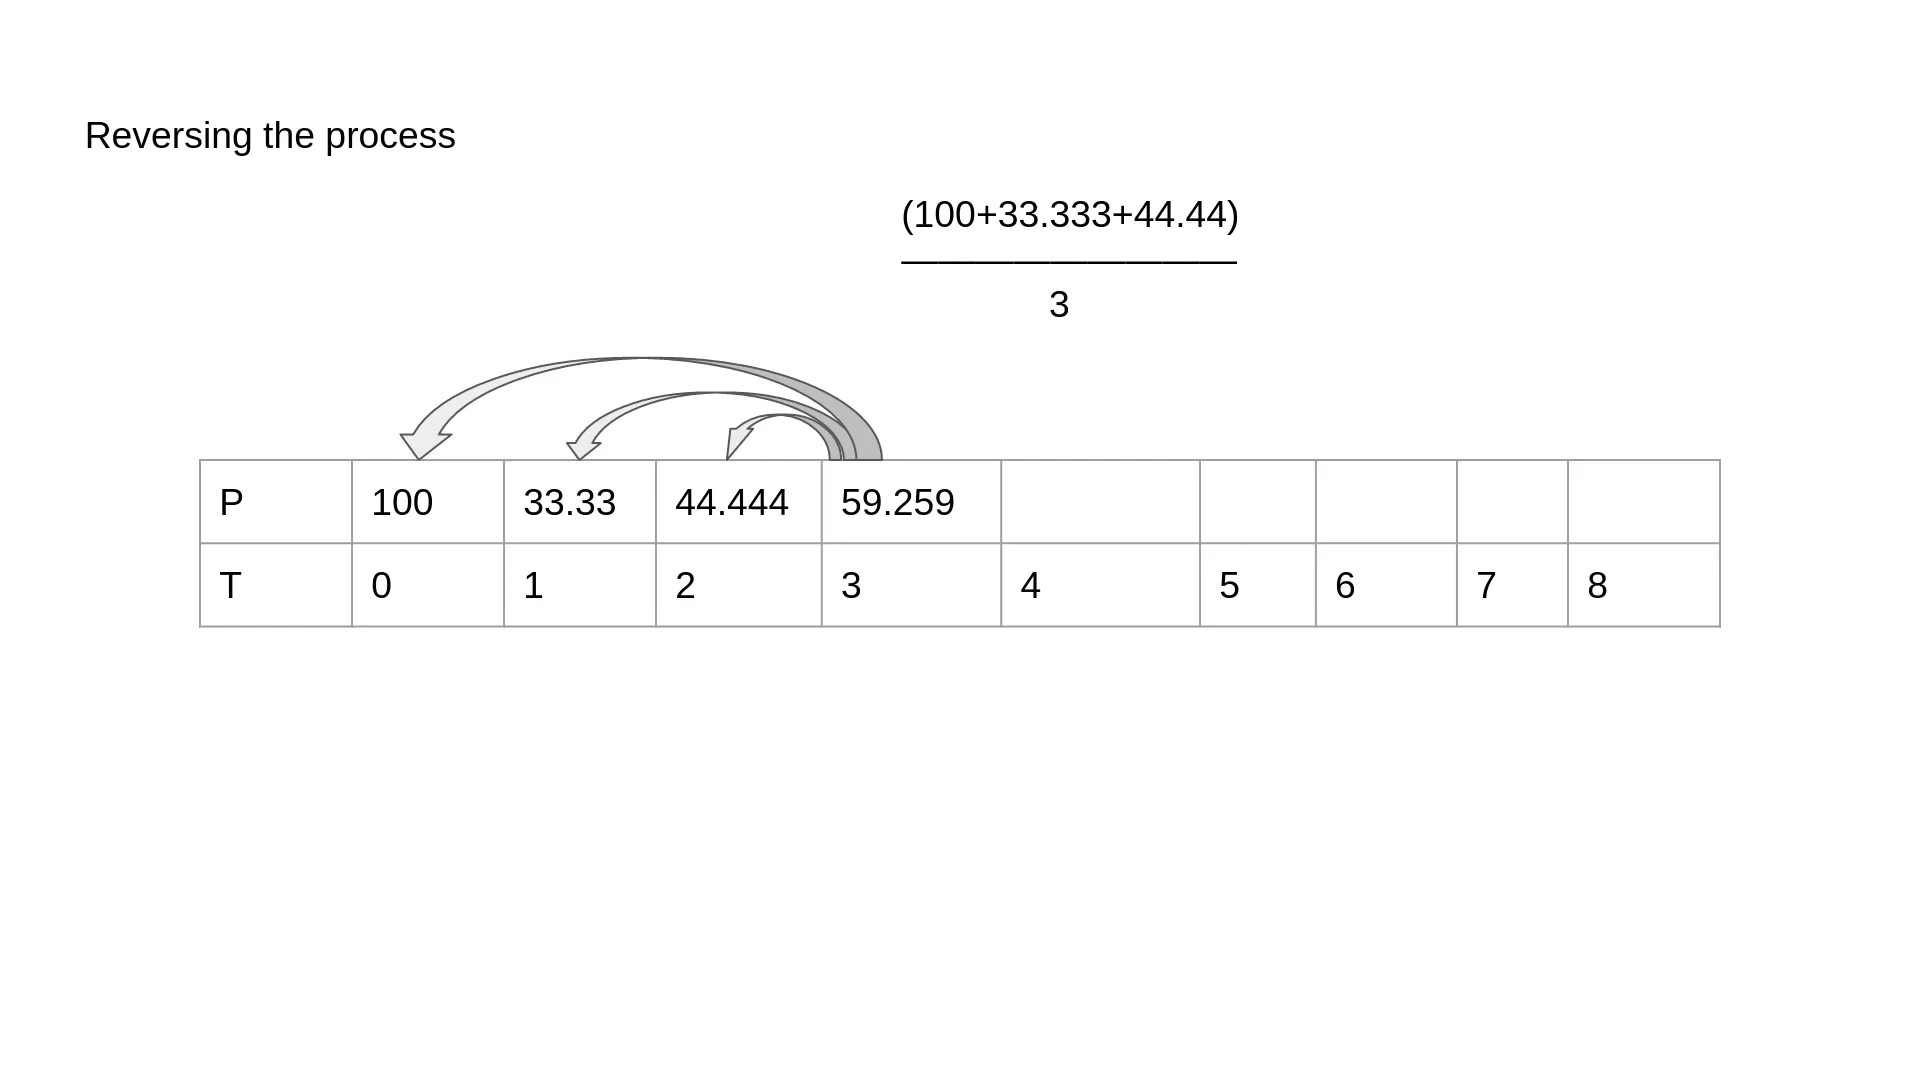 Reversing the process
(100+33.333+44.44)
—————————
3
P 100 33.33 44.444 59.259
T 0 1 2 3 4 5 6 7 8